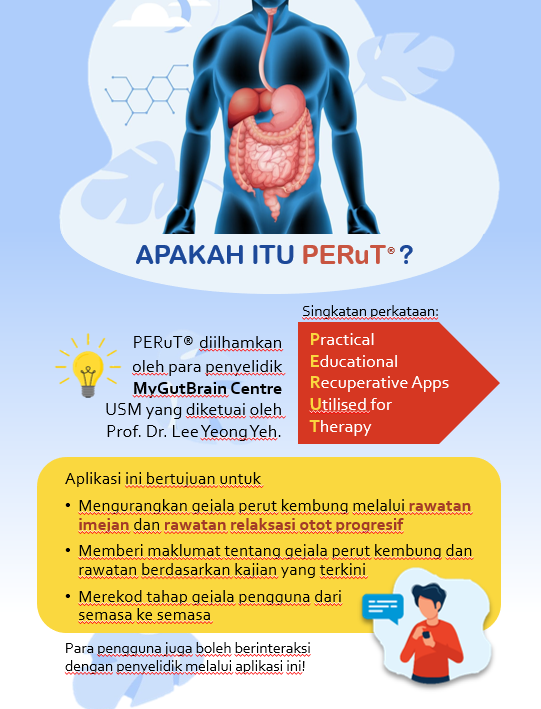 APAKAH ITU PERuT® ?
Singkatan perkataan:
PERuT® diilhamkan
oleh para penyelidik
MyGutBrain Centre
USM yang diketuai oleh
Prof. Dr. Lee Yeong Yeh.
Practical
Educational
Recuperative Apps
Utilised for
Therapy
Aplikasi ini bertujuan untuk
• Mengurangkan gejala perut kembung melalui rawatan
imejan dan rawatan relaksasi otot progresif
• Memberi maklumat tentang gejala perut kembung dan
rawatan berdasarkan kajian yang terkini
• Merekod tahap gejala pengguna dari
semasa ke semasa
Para pengguna juga boleh berinteraksi
dengan penyelidik melalui aplikasi ini!